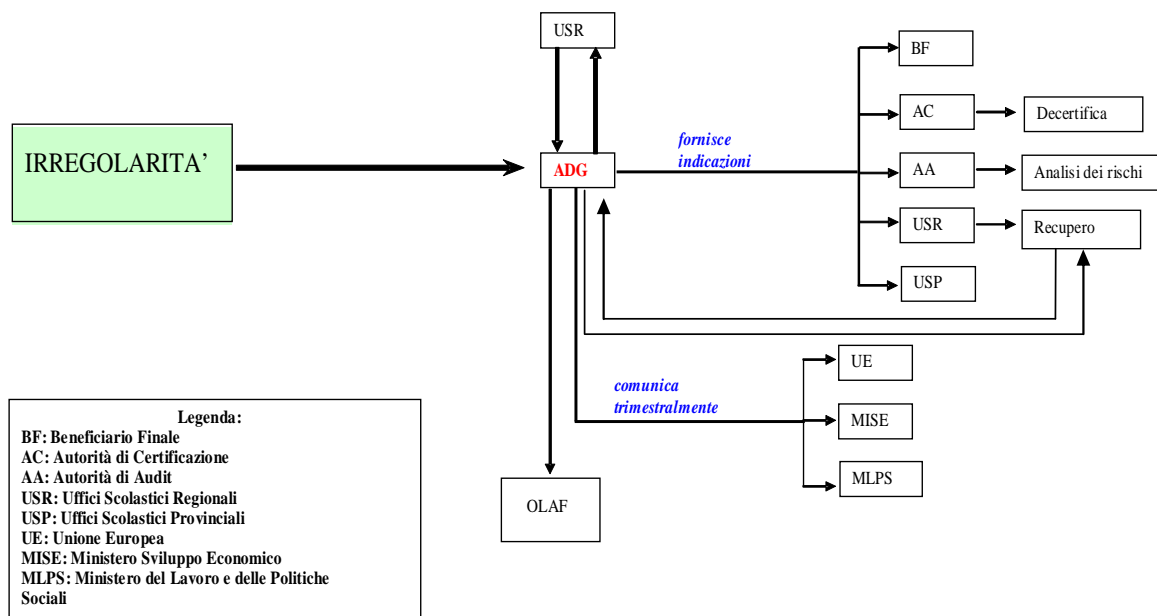 USR
BF
AC
Decertifica
IRREGOLARITA’
fornisce
indicazioni
ADG
AA
Analisi dei rischi
USR
Recupero
USP
UE
comunica
trimestralmente
MISE
MLPS
OLAF
Legenda:
BF: Beneficiario Finale
AC: Autorità di Certificazione
AA: Autorità di Audit
USR: Uffici Scolastici Regionali
USP: Uffici Scolastici Provinciali
UE: Unione Europea
MISE: Ministero Sviluppo Economico
MLPS: Ministero del Lavoro e delle Politiche
Sociali